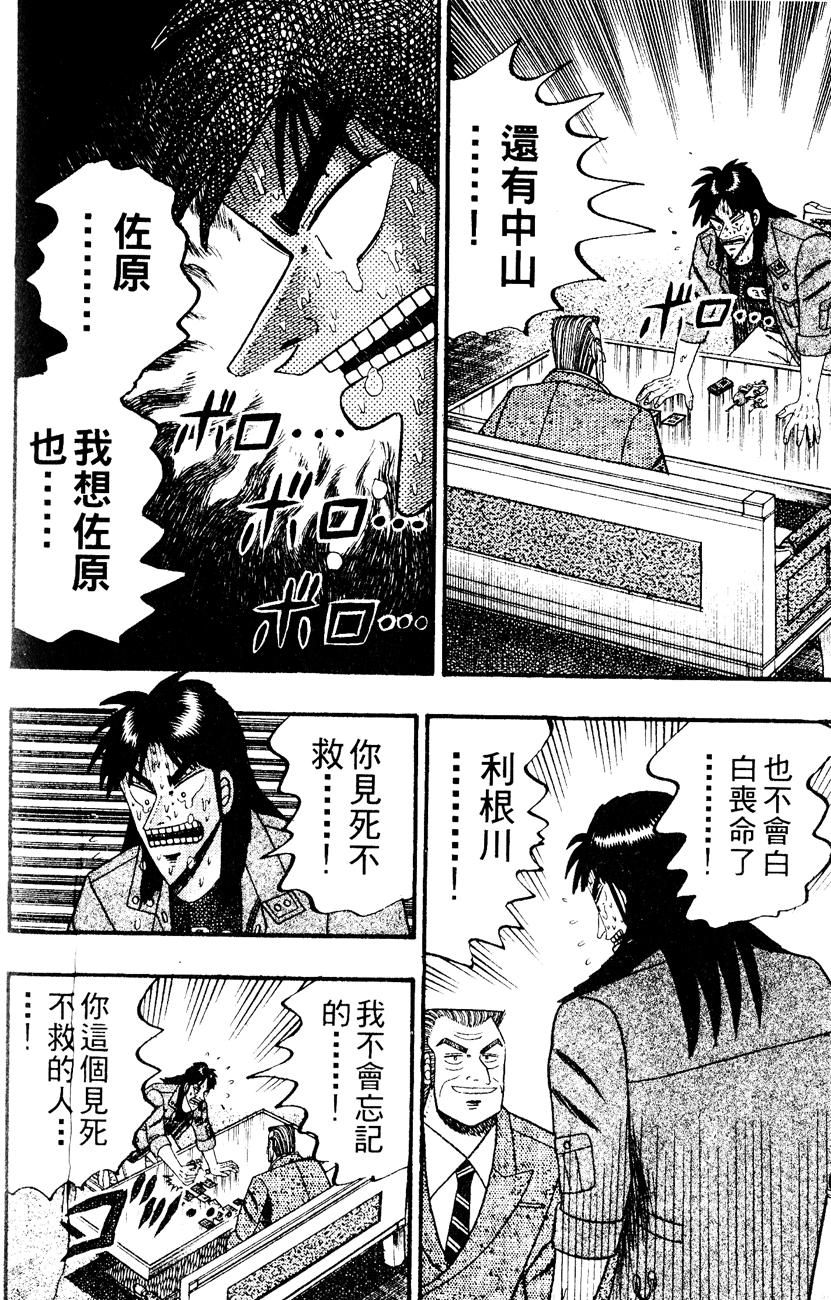 還有中山
………！
ボロ…
佐原
………
我想佐原
也……
ボロ…
ボロ…
ボロ…
也不會白
白喪命了
………！
利根川
………！
你見死不
救……！
我不會忘記
的……！
你這個見死
不救的人…
…！